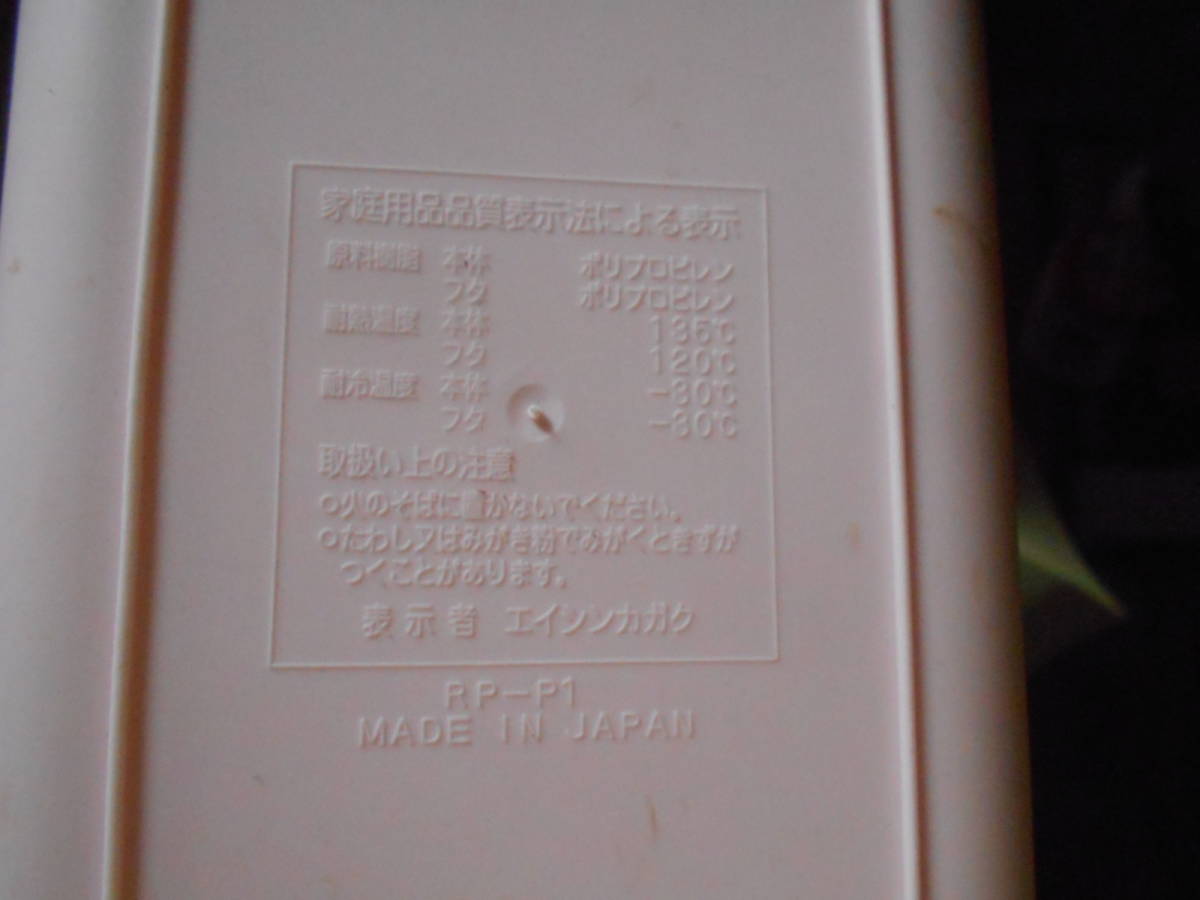 家庭用品品質表示法による表示
原料樹脂 本体 ポリプロピレン
フタ ポリプロピレン
耐熱温度 本体 135℃
フタ 120℃
耐冷温度 本体 -30℃
フタ -30℃
取扱い上の注意
○火のそばに置かないでください。
○たわし又はみがき粉でみがくときずが
つくことがあります。
表示者 エイシンカガク
RP-P1
MADE IN JAPAN